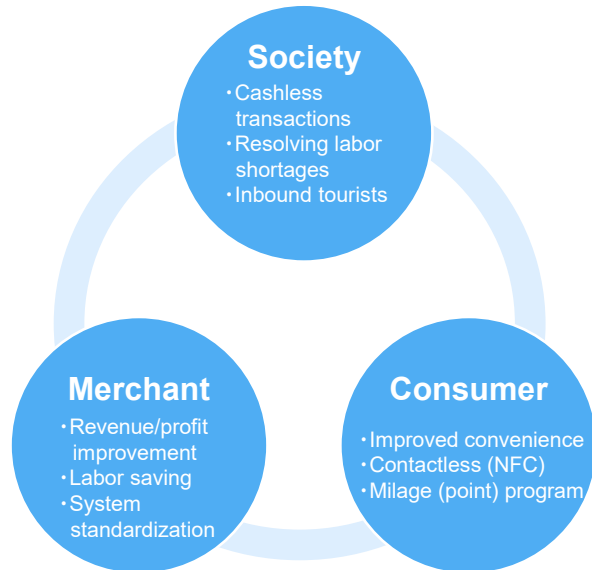 Society
・Cashless
transactions
・Resolving labor
shortages
・Inbound tourists
Merchant
・Revenue/profit
improvement
・Labor saving
・System
standardization
Consumer
・Improved convenience
・Contactless (NFC)
・Milage (point) program